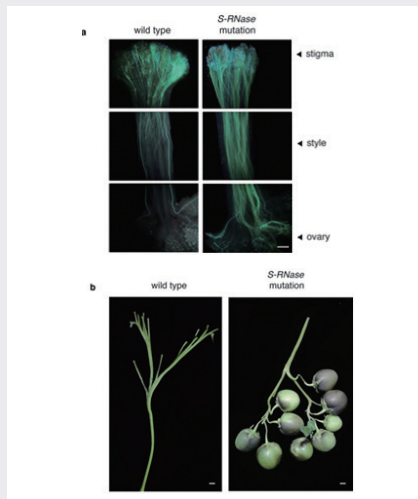 a
wild type
S-RNase
mutation
◄ stigma
◄ style
◄ ovary
b
wild type
S-RNase
mutation